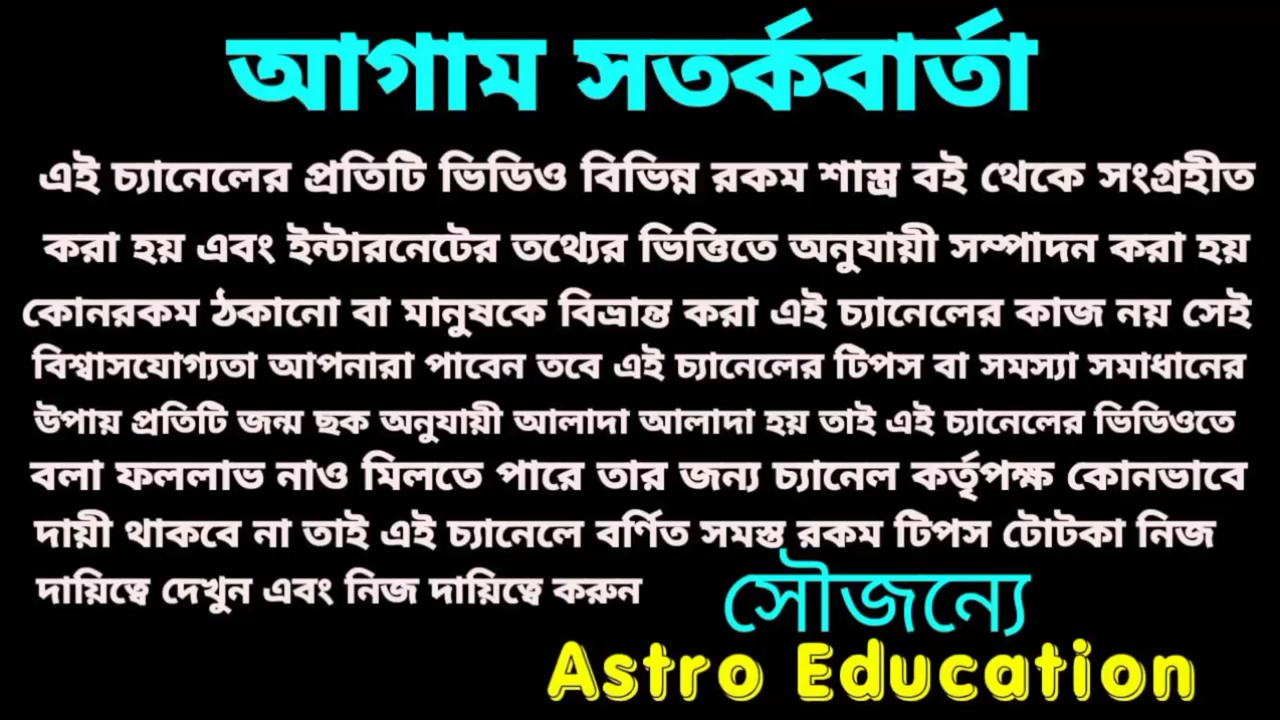 আগাম সতর্কবার্তা
এই চ্যানেলের প্রতিটি ভিডিও বিভিন্ন রকম শাস্ত্র বই থেকে সংগ্রহীত
করা হয় এবং ইন্টারনেটের তথ্যের ভিত্তিতে অনুযায়ী সম্পাদন করা হয়
কোনরকম ঠকানো বা মানুষকে বিভ্রান্ত করা এই চ্যানেলের কাজ নয় সেই
বিশ্বাসযোগ্যতা আপনারা পাবেন তবে এই চ্যানেলের টিপস বা সমস্যা সমাধানের
উপায় প্রতিটি জন্ম ছক অনুযায়ী আলাদা আলাদা হয় তাই এই চ্যানেলের ভিডিওতে
বলা ফললাভ নাও মিলতে পারে তার জন্য চ্যানেল কর্তৃপক্ষ কোনভাবে
দায়ী থাকবে না তাই এই চ্যানেলে বর্ণিত সমস্ত রকম টিপস টোটকা নিজ
দায়িত্বে দেখুন এবং নিজ দায়িত্বে করুন
সৌজন্যে
Astro Education